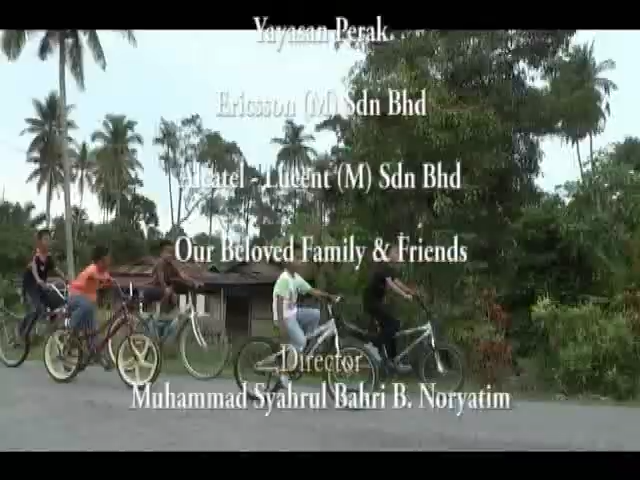 Yayasan Perak
Ericsson (M) Sdn Bhd
Alcatel - Lucent (M) Sdn Bhd
Our Beloved Family & Friends
Director
Muhammad Syahrul Bahri B. Noryatim